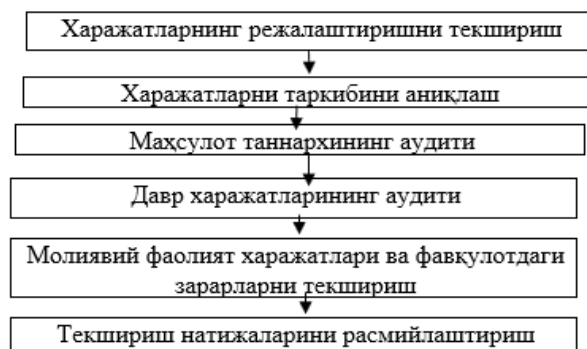 Харажатларнинг режалаштиришни текшириш
Харажатларни таркибини аниқлаш
Маҳсулот таннархининг аудити
Давр харажатларининг аудити
Молиявий фаолият харажатлари ва фавқулотдаги
зарарларни текшириш
Текшириш натижаларини расмийлаштириш